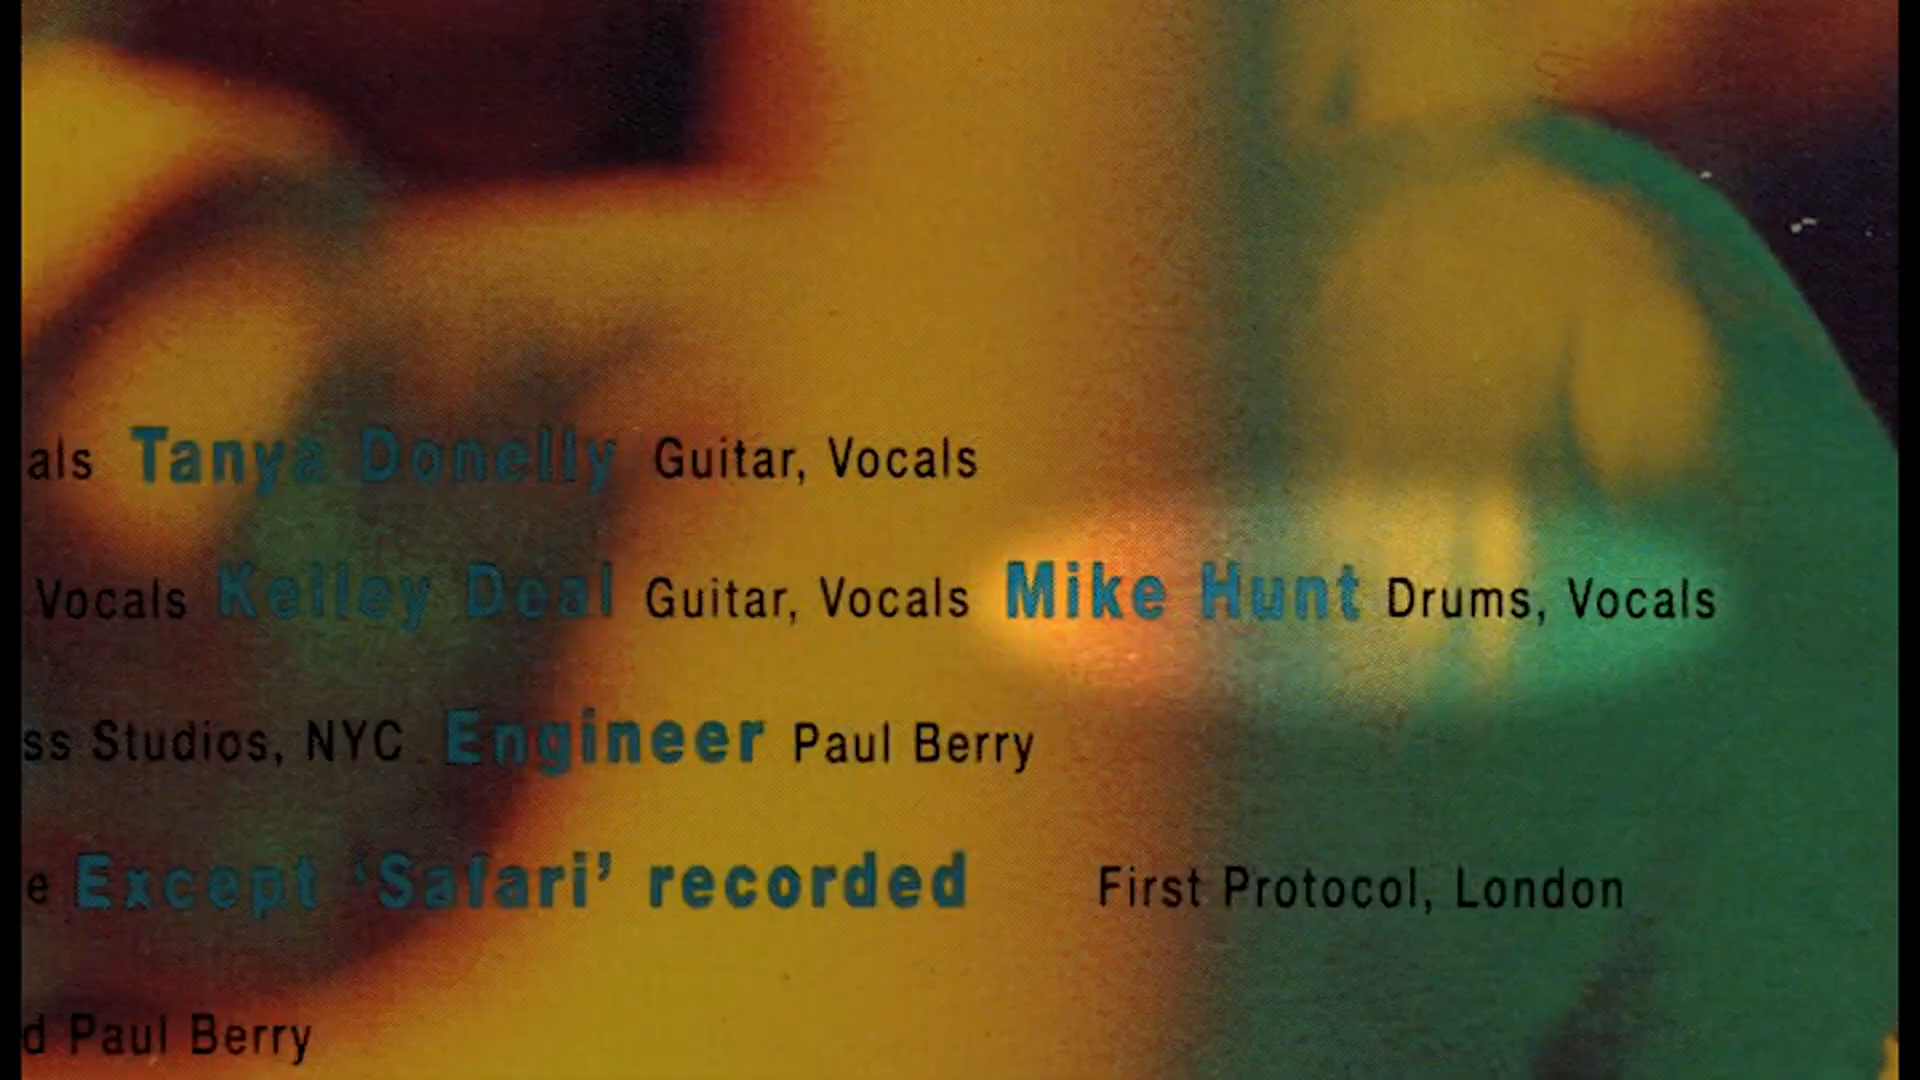 als Tanya Donelly Guitar, Vocals
Vocals Kelley Deal Guitar, Vocals Mike Hunt Drums, Vocals
ss Studios, NYC Engineer Paul Berry
e Except ‘Safari’ recorded First Protocol, London
d Paul Berry